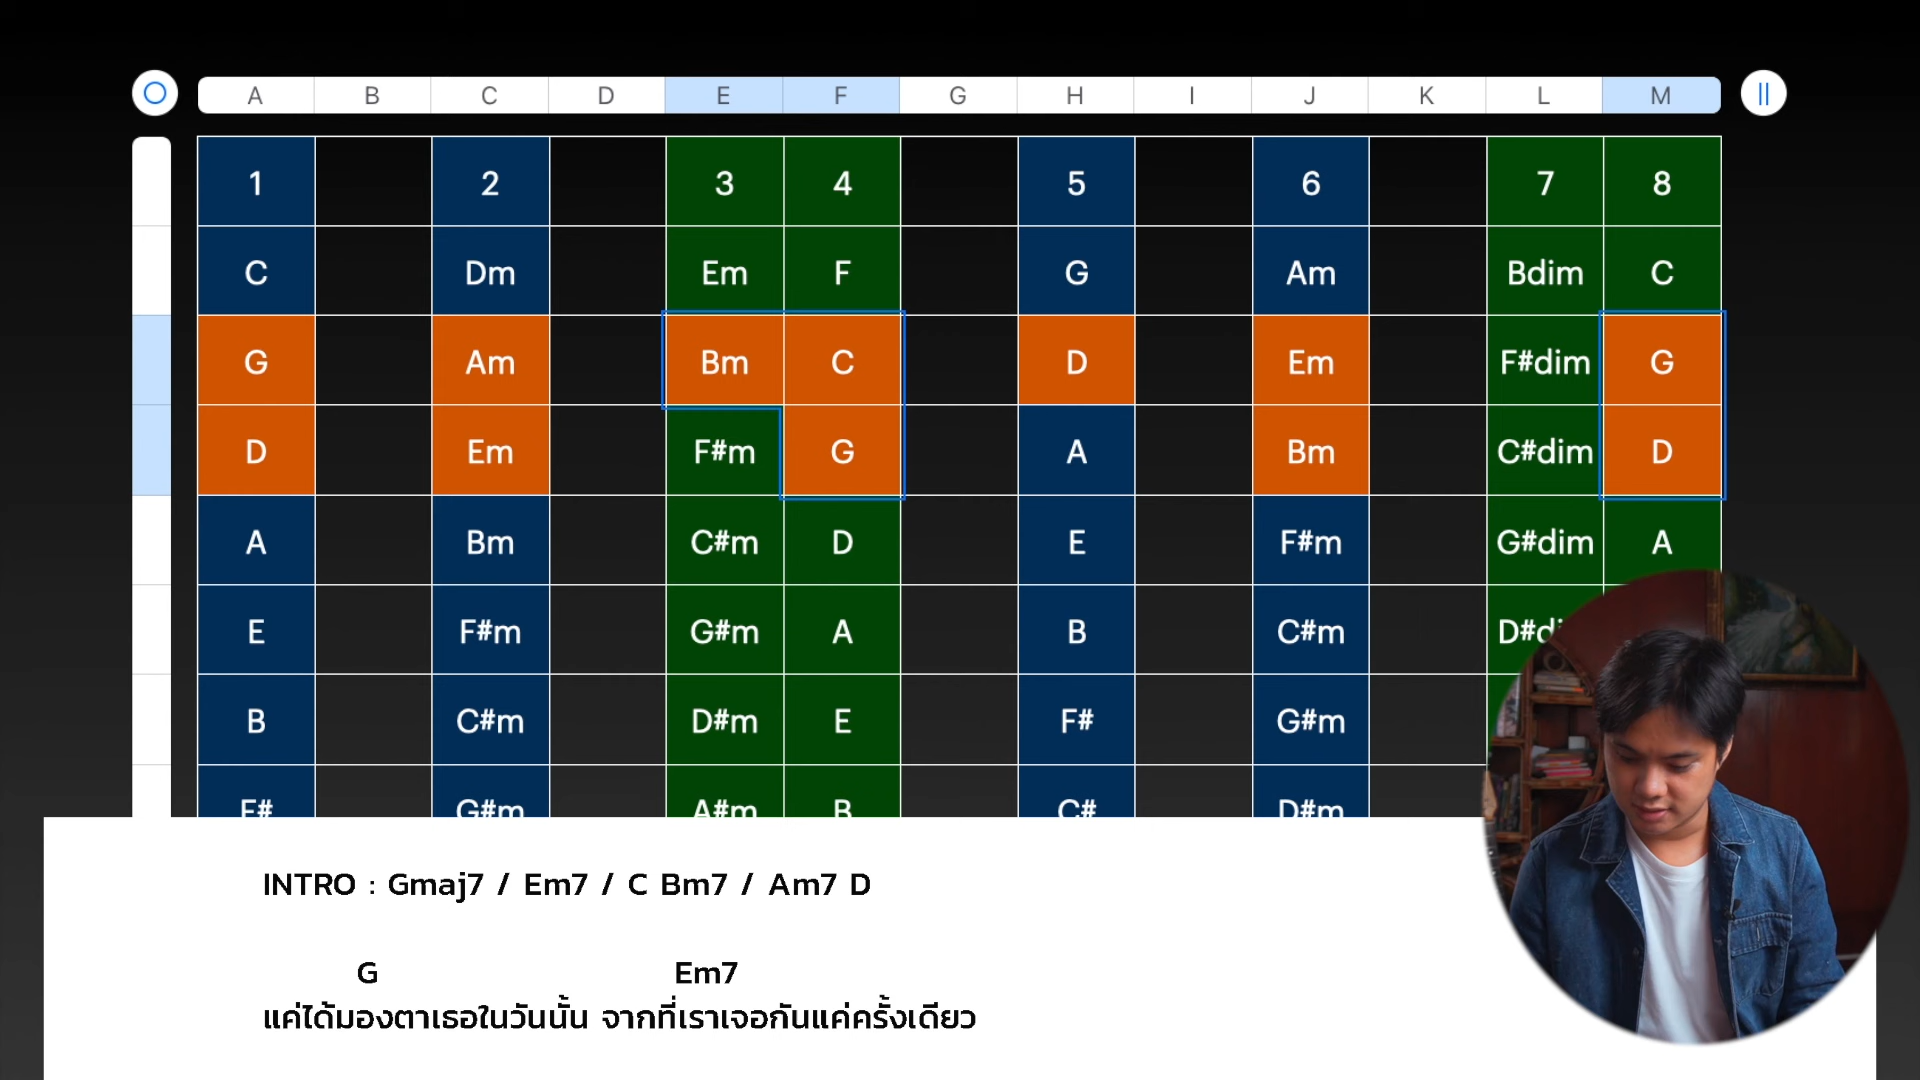 A B C D E F G H I J K L M
1 2 3 4 5 6 7 8
C Dm Em F G Am Bdim C
G Am Bm C D Em F#dim G
D Em F#m G A Bm C#dim D
A Bm C#m D E F#m G#dim A
E F#m G#m A B C#m
B C#m D#m E F# G#m
F# G#m A#m B C# D#m
INTRO : Gmaj7 / Em7 / C Bm7 / Am7 D
G Em7
แค่ได้มองตาเธอในวันนั้น จากที่เราเจอกันแค่ครั้งเดียว